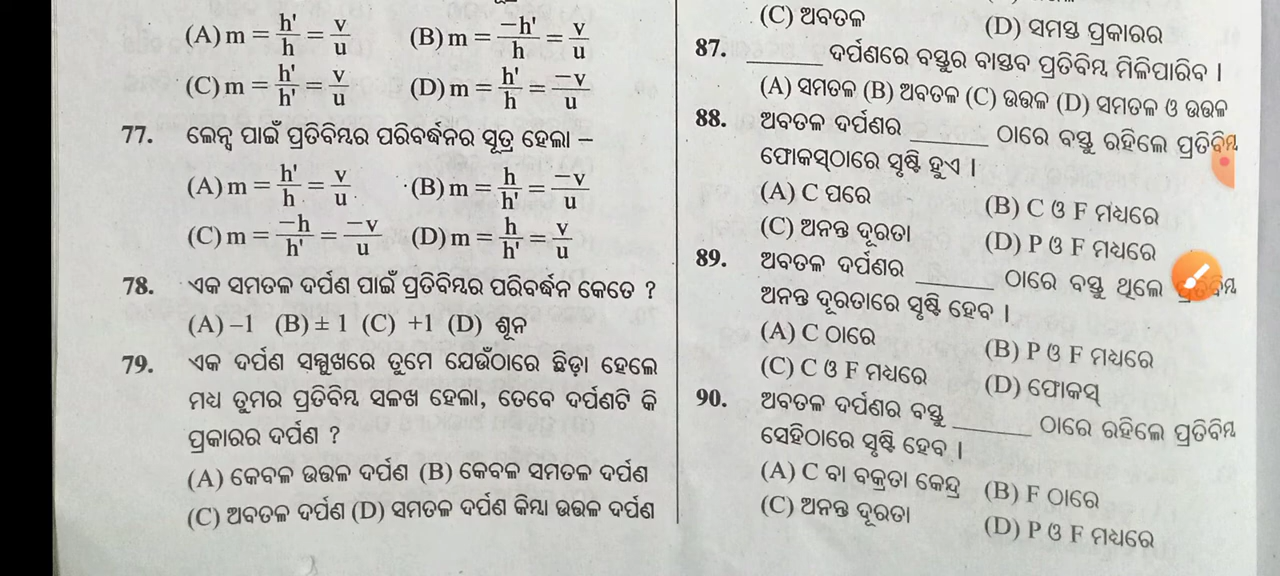 (A) m = h'/h = v/u (B) m = -h'/h = v/u
(C) m = h'/h' = v/u (D) m = h'/h = -v/u
77. ଲେନ୍ସ ପାଇଁ ପ୍ରତିବିମ୍ବର ପରିବର୍ଦ୍ଧନର ସୂତ୍ର ହେଲା –
(A) m = h'/h = v/u (B) m = h/h' = -v/u
(C) m = -h/h' = -v/u (D) m = h/h' = v/u
78. ଏକ ସମତଳ ଦର୍ପଣ ପାଇଁ ପ୍ରତିବିମ୍ବର ପରିବର୍ଦ୍ଧନ କେତେ ?
(A) –1 (B) ± 1 (C) +1 (D) ଶୂନ
79. ଏକ ଦର୍ପଣ ସମ୍ମୁଖରେ ତୁମେ ଯେଉଁଠାରେ ଛିଡ଼ା ହେଲେ
ମଧ୍ୟ ତୁମର ପ୍ରତିବିମ୍ବ ସଳଖ ହେଲା, ତେବେ ଦର୍ପଣଟି କି
ପ୍ରକାରର ଦର୍ପଣ ?
(A) କେବଳ ଉତ୍ତଳ ଦର୍ପଣ (B) କେବଳ ସମତଳ ଦର୍ପଣ
(C) ଅବତଳ ଦର୍ପଣ (D) ସମତଳ ଦର୍ପଣ କିମ୍ବା ଉତ୍ତଳ ଦର୍ପଣ
(C) ଅବତଳ (D) ସମସ୍ତ ପ୍ରକାରର
87. ______ ଦର୍ପଣରେ ବସ୍ତୁର ବାସ୍ତବ ପ୍ରତିବିମ୍ବ ମିଳିପାରିବ ।
(A) ସମତଳ (B) ଅବତଳ (C) ଉତ୍ତଳ (D) ସମତଳ ଓ ଉତ୍ତଳ
88. ଅବତଳ ଦର୍ପଣର ______ ଠାରେ ବସ୍ତୁ ରହିଲେ ପ୍ରତିବିମ୍ବ
ଫୋକସ୍‌ଠାରେ ସୃଷ୍ଟି ହୁଏ ।
(A) C ପରେ (B) C ଓ F ମଧ୍ୟରେ
(C) ଅନନ୍ତ ଦୂରତା (D) P ଓ F ମଧ୍ୟରେ
89. ଅବତଳ ଦର୍ପଣର ______ ଠାରେ ବସ୍ତୁ ଥିଲେ ପ୍ରତିବିମ୍ବ
ଅନନ୍ତ ଦୂରତାରେ ସୃଷ୍ଟି ହେବ ।
(A) C ଠାରେ (B) P ଓ F ମଧ୍ୟରେ
(C) C ଓ F ମଧ୍ୟରେ (D) ଫୋକସ୍
90. ଅବତଳ ଦର୍ପଣର ବସ୍ତୁ ______ ଠାରେ ରହିଲେ ପ୍ରତିବିମ୍ବ
ସେହିଠାରେ ସୃଷ୍ଟି ହେବ ।
(A) C ବା ବକ୍ରତା କେନ୍ଦ୍ର (B) F ଠାରେ
(C) ଅନନ୍ତ ଦୂରତା (D) P ଓ F ମଧ୍ୟରେ